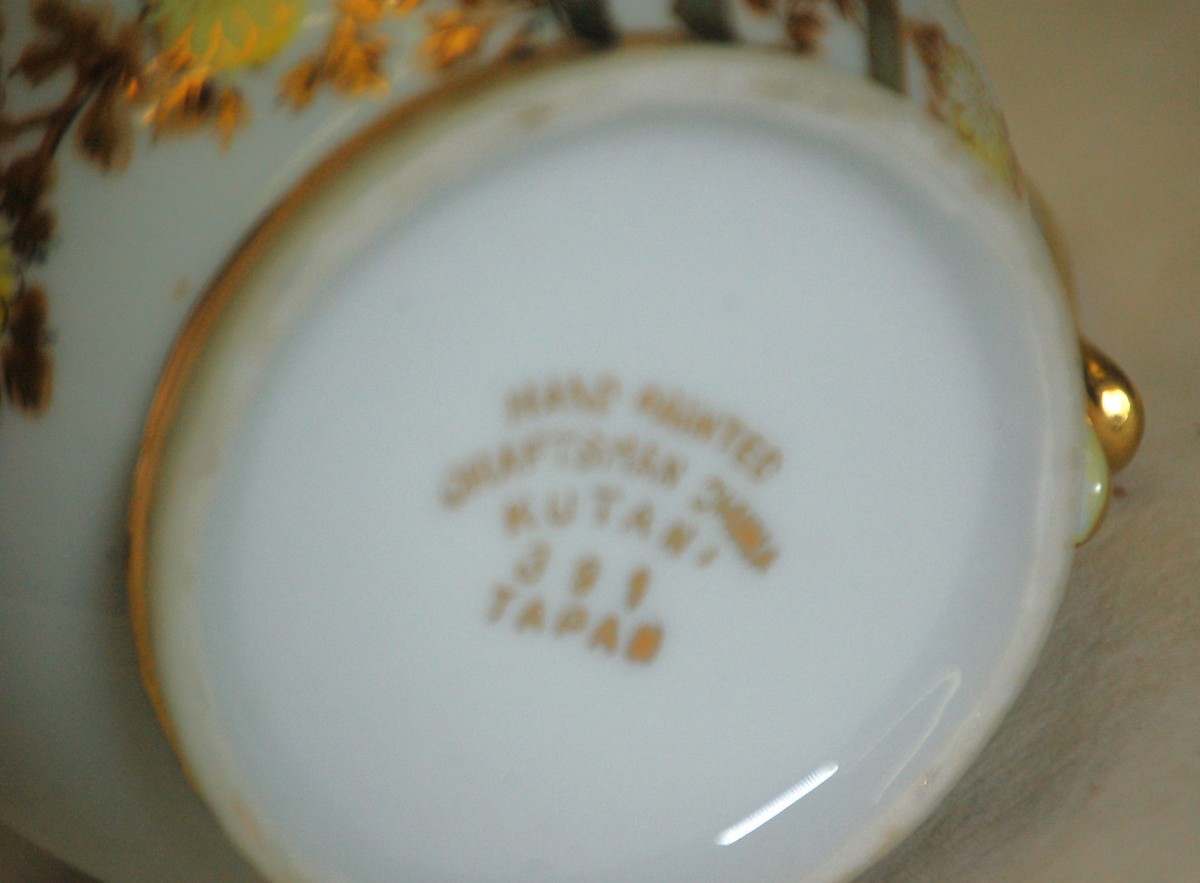 HAND PAINTED
CRAFTSMAN CHINA
KUTANI
391
JAPAN